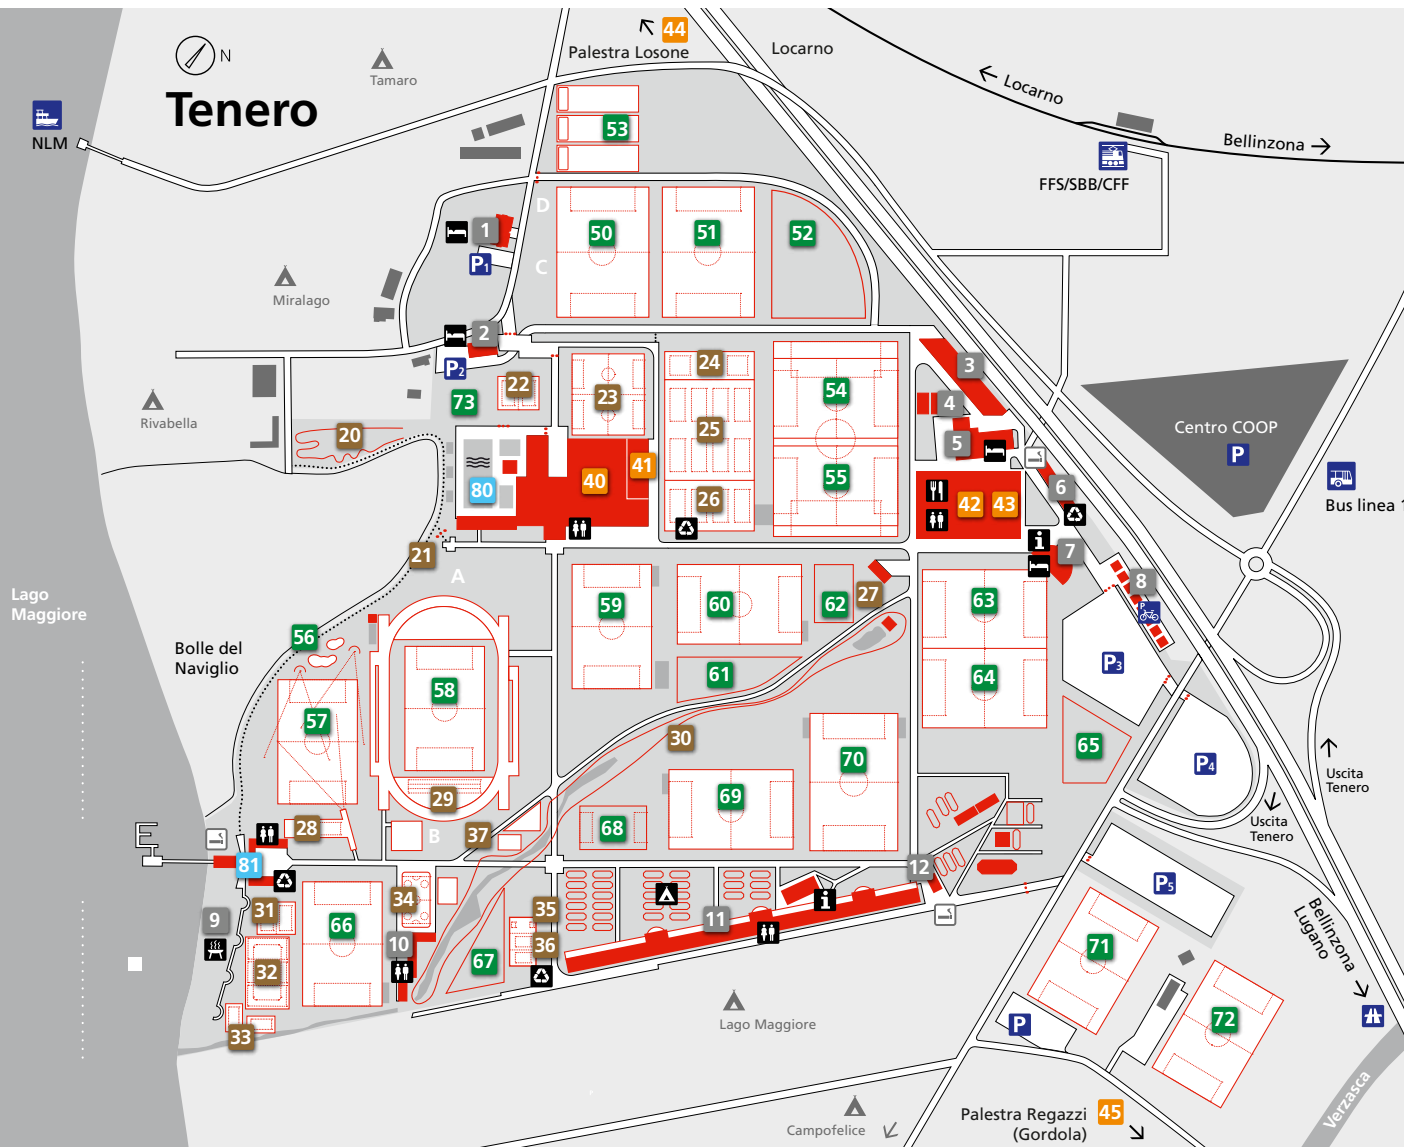 44
Palestra Losone
Locarno
N
Tamaro
Tenero
Locarno
NLM
53
Bellinzona
FFS/SBB/CFF
D
1
50
51
52
P1
C
Miralago
2
P2
24
3
22
54
73
23
4
Rivabella
20
25
5
Centro COOP
P
41
80
40
55
26
42
43
6
Bus linea 1
i
7
21
A
8
P
Lago
Maggiore
59
60
62
27
63
56
Bolle del
Naviglio
P3
58
61
64
57
30
65
70
P4
29
69
Uscita
Tenero
28
B
37
68
Uscita
Tenero
E
81
12
P5
34
31
35
11
i
9
66
10
36
67
32
71
Bellinzona
Lugano
33
Lago Maggiore
P
72
Campofelice
Palestra Regazzi
(Gordola)
45
Verzasca